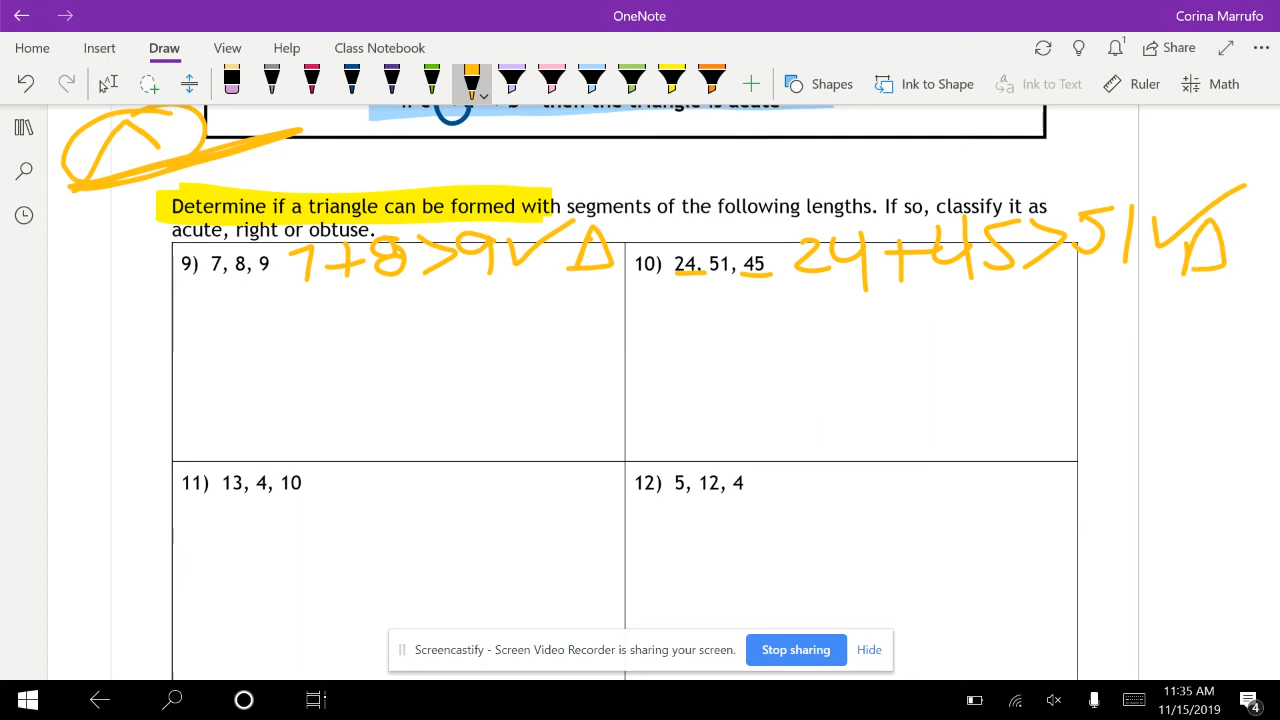 OneNote
Corina Marrufo
Home Insert Draw View Help Class Notebook
1
Share
Shapes Ink to Shape Ink to Text Ruler Math
then the triangle is acute
Determine if a triangle can be formed with segments of the following lengths. If so, classify it as
acute, right or obtuse.
9) 7, 8, 9 7+8>9✓ Δ
10) 24, 51, 45 24+45>51✓ Δ
11) 13, 4, 10
12) 5, 12, 4
Screencastify - Screen Video Recorder is sharing your screen. Stop sharing Hide
11:35 AM
11/15/2019
4